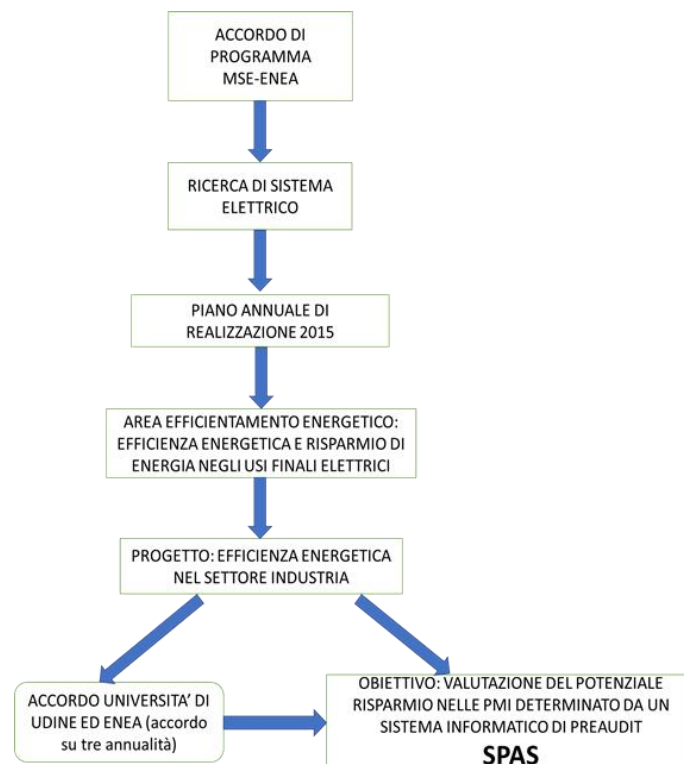 ACCORDO DI
PROGRAMMA
MSE-ENEA
RICERCA DI SISTEMA
ELETTRICO
PIANO ANNUALE DI
REALIZZAZIONE 2015
AREA EFFICIENTAMENTO ENERGETICO:
EFFICIENZA ENERGETICA E RISPARMIO DI
ENERGIA NEGLI USI FINALI ELETTRICI
PROGETTO: EFFICIENZA ENERGETICA
NEL SETTORE INDUSTRIA
ACCORDO UNIVERSITA’ DI
UDINE ED ENEA (accordo
su tre annualità)
OBIETTIVO: VALUTAZIONE DEL POTENZIALE
RISPARMIO NELLE PMI DETERMINATO DA UN
SISTEMA INFORMATICO DI PREAUDIT
SPAS